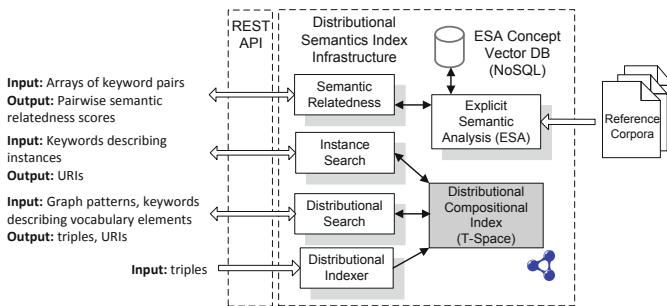 REST
API
Distributional
Semantics Index
Infrastructure
ESA Concept
Vector DB
(NoSQL)
Input: Arrays of keyword pairs
Output: Pairwise semantic
relatedness scores
Semantic
Relatedness
Explicit
Semantic
Analysis (ESA)
Reference
Corpora
Input: Keywords describing
instances
Output: URIs
Instance
Search
Input: Graph patterns, keywords
describing vocabulary elements
Output: triples, URIs
Distributional
Search
Distributional
Compositional
Index
(T-Space)
Input: triples
Distributional
Indexer